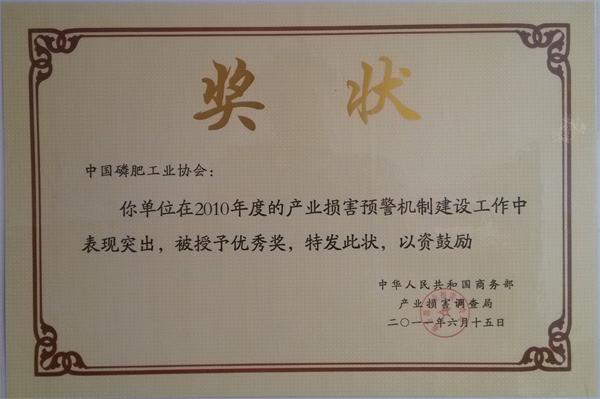 奖状
中国磷肥工业协会：
你单位在2010年度的产业损害预警机制建设工作中
表现突出，被授予优秀奖，特发此状，以资鼓励
中华人民共和国商务部
产业损害调查局
二〇一一年六月十五日